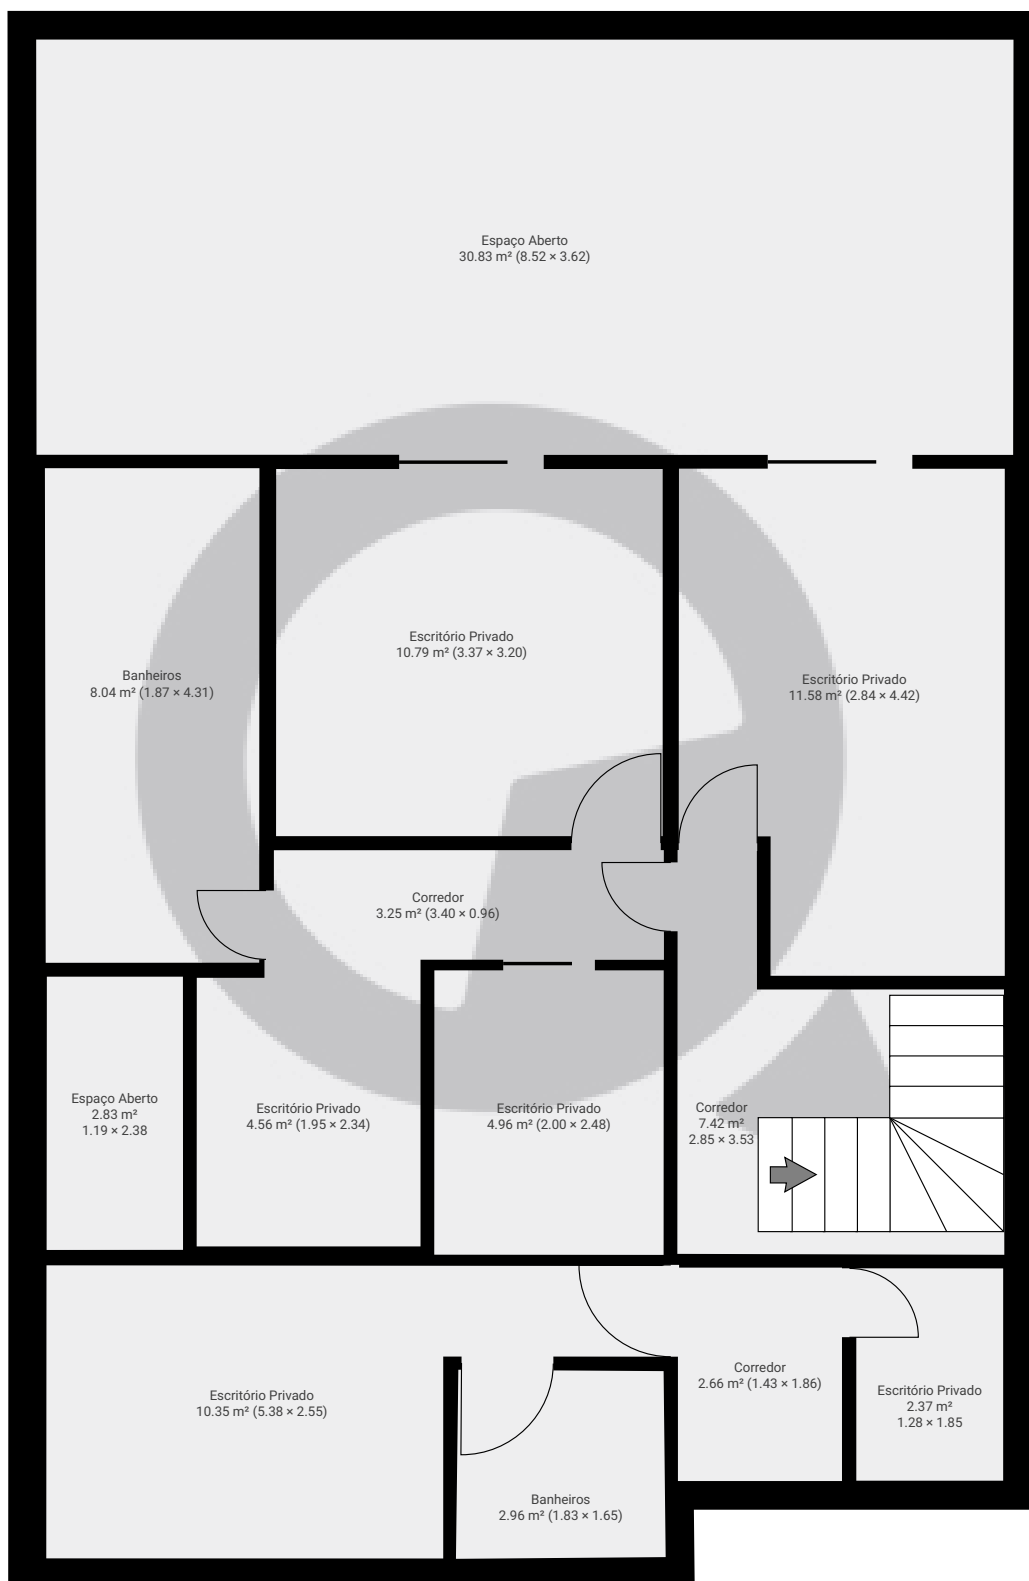 Espaço Aberto
30.83 m² (8.52 × 3.62)
Escritório Privado
10.79 m² (3.37 × 3.20)
Banheiros
8.04 m² (1.87 × 4.31)
Escritório Privado
11.58 m² (2.84 × 4.42)
Corredor
3.25 m² (3.40 × 0.96)
Espaço Aberto
2.83 m²
1.19 × 2.38
Escritório Privado
4.56 m² (1.95 × 2.34)
Escritório Privado
4.96 m² (2.00 × 2.48)
Corredor
7.42 m²
2.85 × 3.53
Corredor
2.66 m² (1.43 × 1.86)
Escritório Privado
2.37 m²
1.28 × 1.85
Escritório Privado
10.35 m² (5.38 × 2.55)
Banheiros
2.96 m² (1.83 × 1.65)